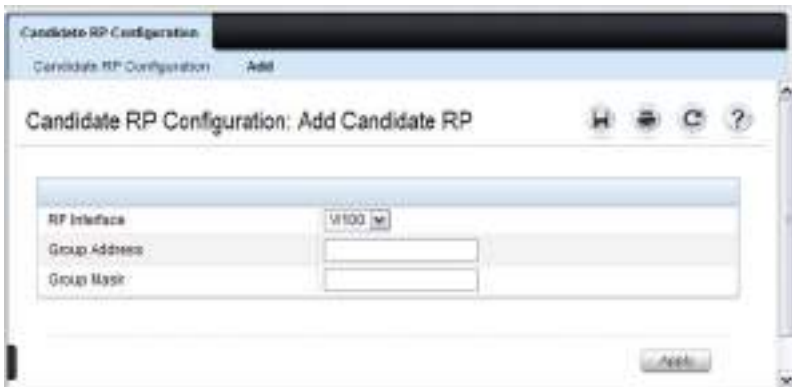 Candidate RP Configuration
Candidate RP Configuration Add
Candidate RP Configuration: Add Candidate RP
?
RP Interface Vl100
Group Address
Group Mask
Apply